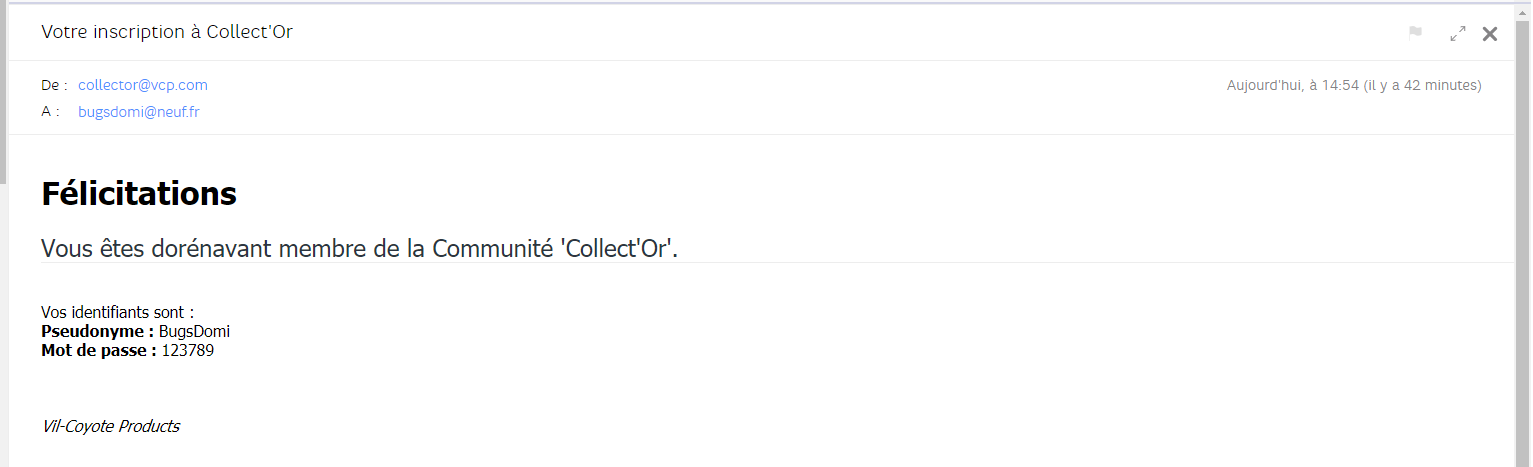 Votre inscription à Collect'Or
De : collector@vcp.com
Aujourd'hui, à 14:54 (il y a 42 minutes)
A : bugsdomi@neuf.fr
Félicitations
Vous êtes dorénavant membre de la Communité 'Collect'Or'.
Vos identifiants sont :
Pseudonyme : BugsDomi
Mot de passe : 123789
Vil-Coyote Products